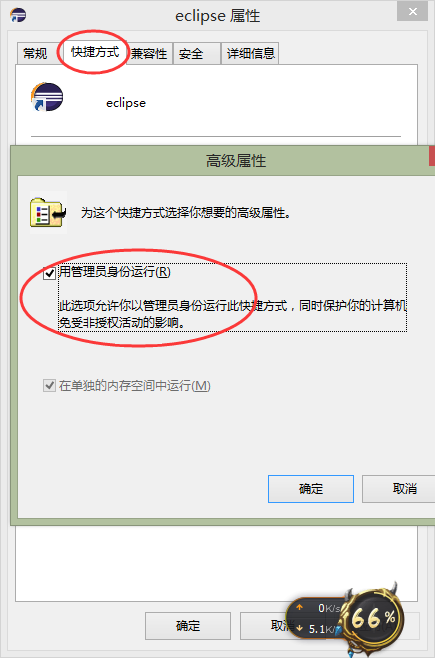 eclipse 属性
常规
快捷方式
兼容性
安全
详细信息
eclipse
高级属性
为这个快捷方式选择你想要的高级属性。
用管理员身份运行(R)
此选项允许你以管理员身份运行此快捷方式，同时保护你的计算机
免受非授权活动的影响。
在单独的内存空间中运行(M)
确定
取消
确定
取
0K/s
5.1K/
66%